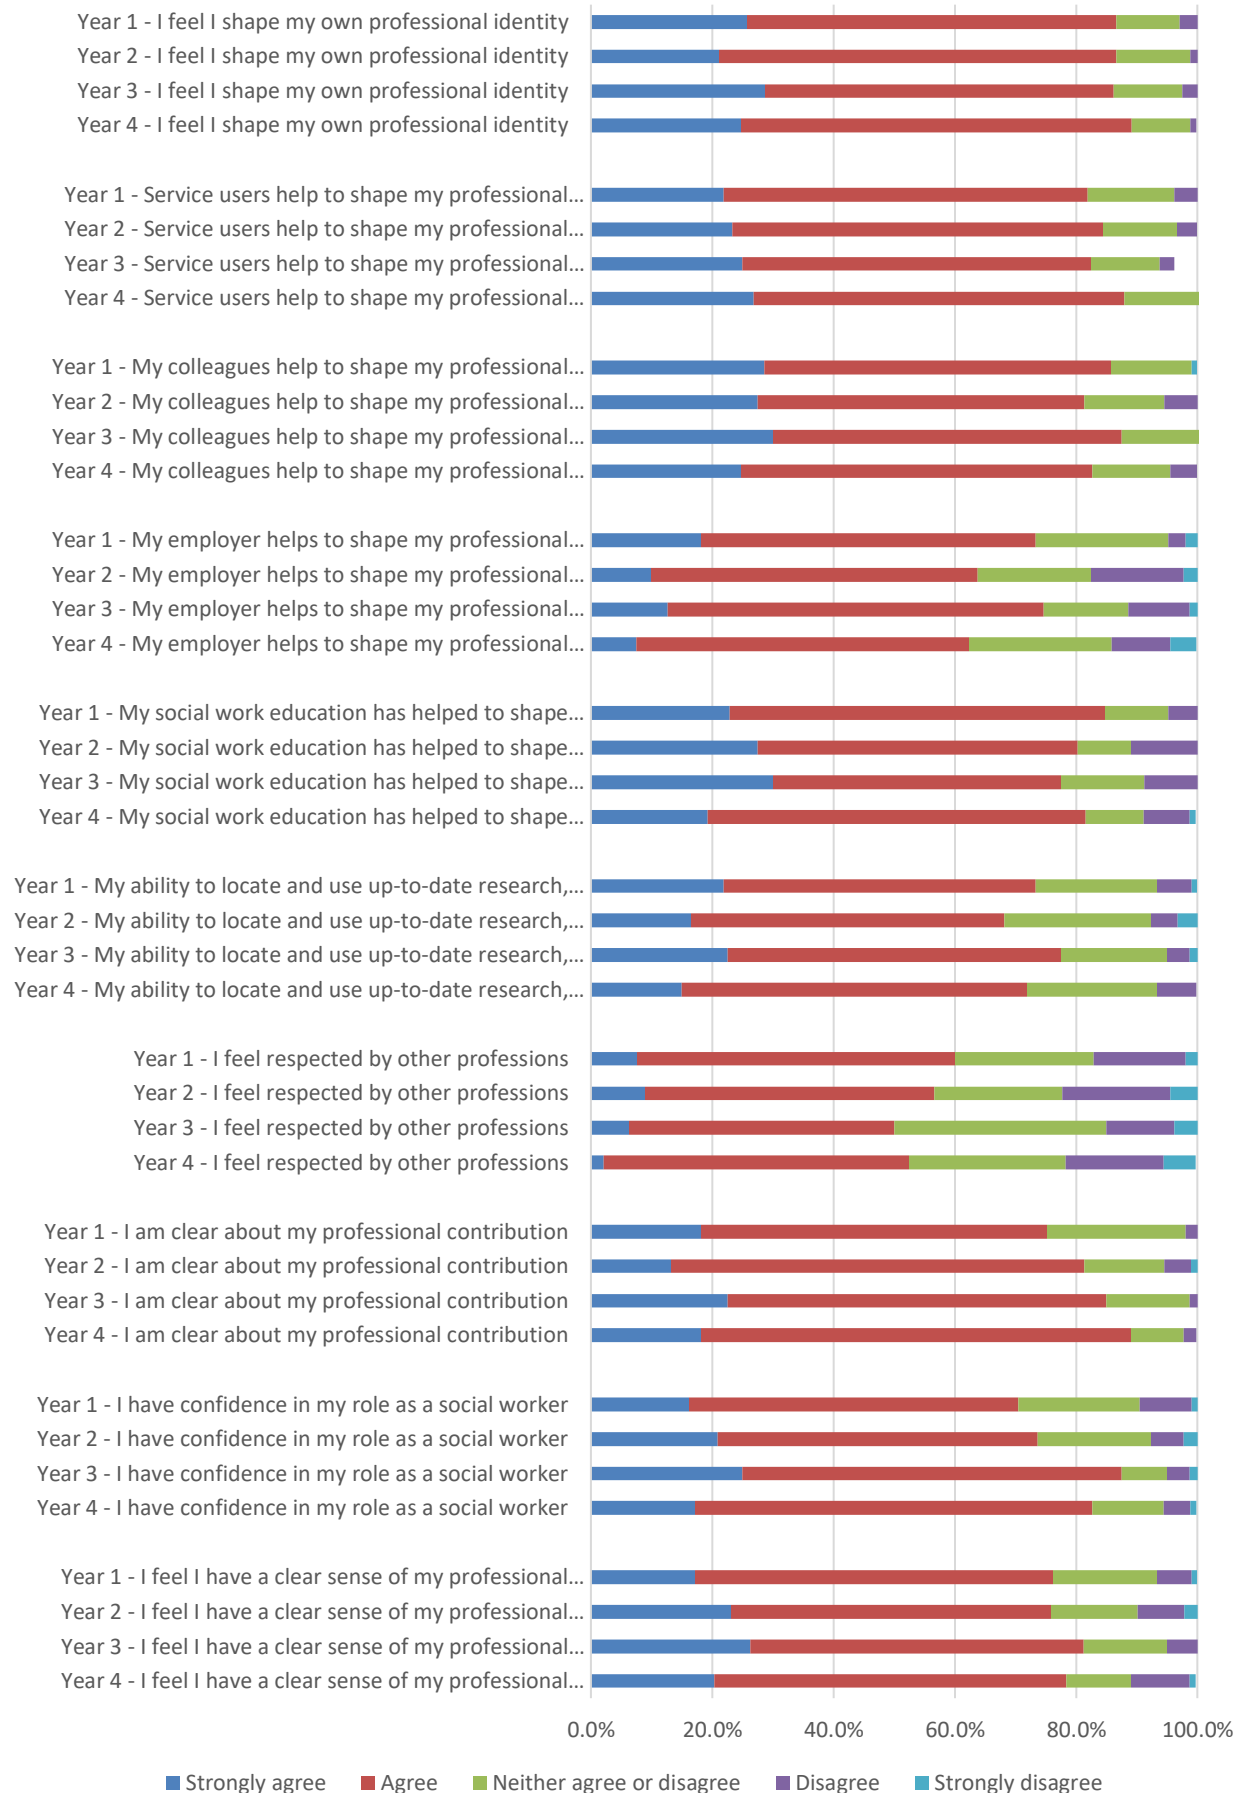 Year 1 - I feel I shape my own professional identity
Year 2 - I feel I shape my own professional identity
Year 3 - I feel I shape my own professional identity
Year 4 - I feel I shape my own professional identity
Year 1 - Service users help to shape my professional...
Year 2 - Service users help to shape my professional...
Year 3 - Service users help to shape my professional...
Year 4 - Service users help to shape my professional...
Year 1 - My colleagues help to shape my professional...
Year 2 - My colleagues help to shape my professional...
Year 3 - My colleagues help to shape my professional...
Year 4 - My colleagues help to shape my professional...
Year 1 - My employer helps to shape my professional...
Year 2 - My employer helps to shape my professional...
Year 3 - My employer helps to shape my professional...
Year 4 - My employer helps to shape my professional...
Year 1 - My social work education has helped to shape...
Year 2 - My social work education has helped to shape...
Year 3 - My social work education has helped to shape...
Year 4 - My social work education has helped to shape...
Year 1 - My ability to locate and use up-to-date research,...
Year 2 - My ability to locate and use up-to-date research,...
Year 3 - My ability to locate and use up-to-date research,...
Year 4 - My ability to locate and use up-to-date research,...
Year 1 - I feel respected by other professions
Year 2 - I feel respected by other professions
Year 3 - I feel respected by other professions
Year 4 - I feel respected by other professions
Year 1 - I am clear about my professional contribution
Year 2 - I am clear about my professional contribution
Year 3 - I am clear about my professional contribution
Year 4 - I am clear about my professional contribution
Year 1 - I have confidence in my role as a social worker
Year 2 - I have confidence in my role as a social worker
Year 3 - I have confidence in my role as a social worker
Year 4 - I have confidence in my role as a social worker
Year 1 - I feel I have a clear sense of my professional...
Year 2 - I feel I have a clear sense of my professional...
Year 3 - I feel I have a clear sense of my professional...
Year 4 - I feel I have a clear sense of my professional...
0.0% 20.0% 40.0% 60.0% 80.0% 100.0%
Strongly agree Agree Neither agree or disagree Disagree Strongly disagree